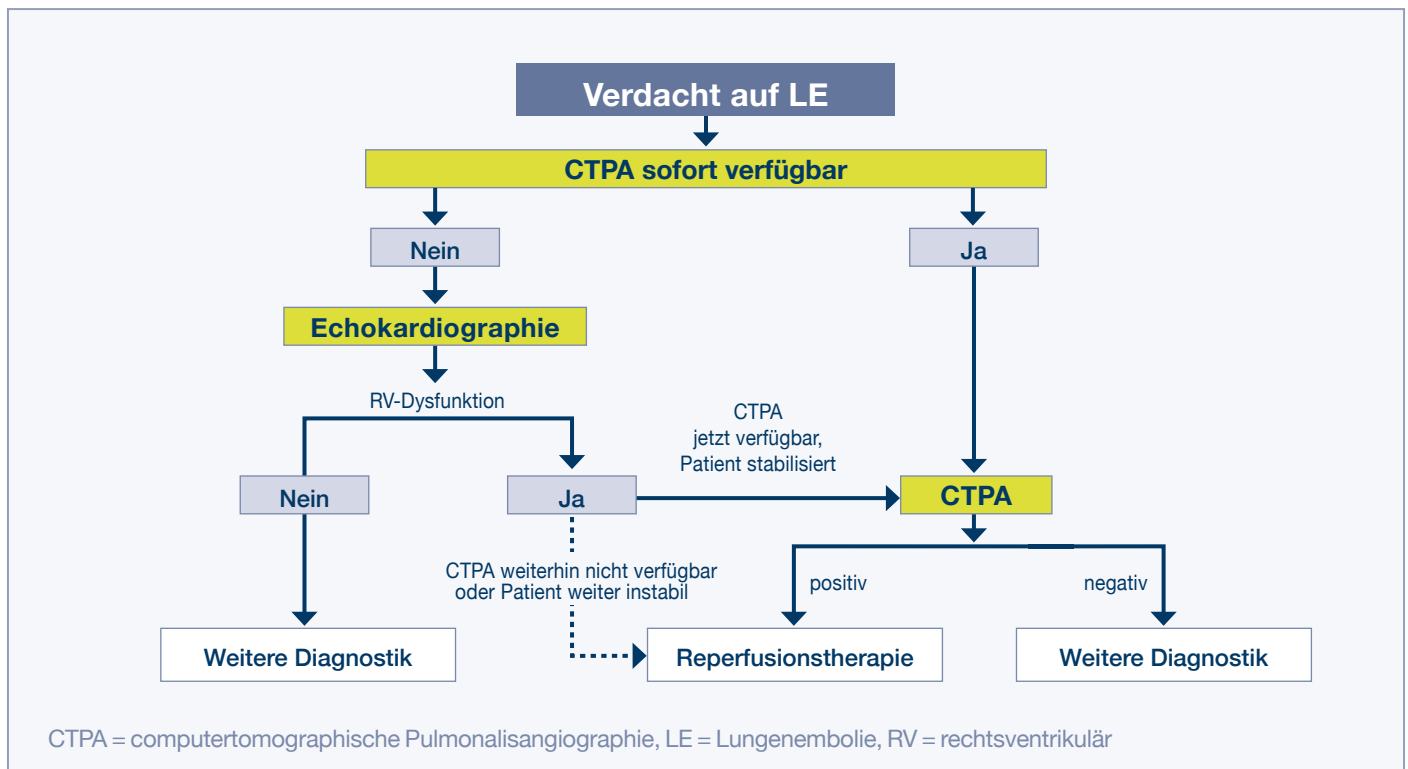 Verdacht auf LE
CTPA sofort verfügbar
Nein
Ja
Echokardiographie
RV-Dysfunktion
CTPA
jetzt verfügbar,
Patient stabilisiert
Nein
Ja
CTPA
CTPA weiterhin nicht verfügbar
oder Patient weiter instabil
positiv
negativ
Weitere Diagnostik
Reperfusionstherapie
Weitere Diagnostik
CTPA = computertomographische Pulmonalisangiographie, LE = Lungenembolie, RV = rechtsventrikulär